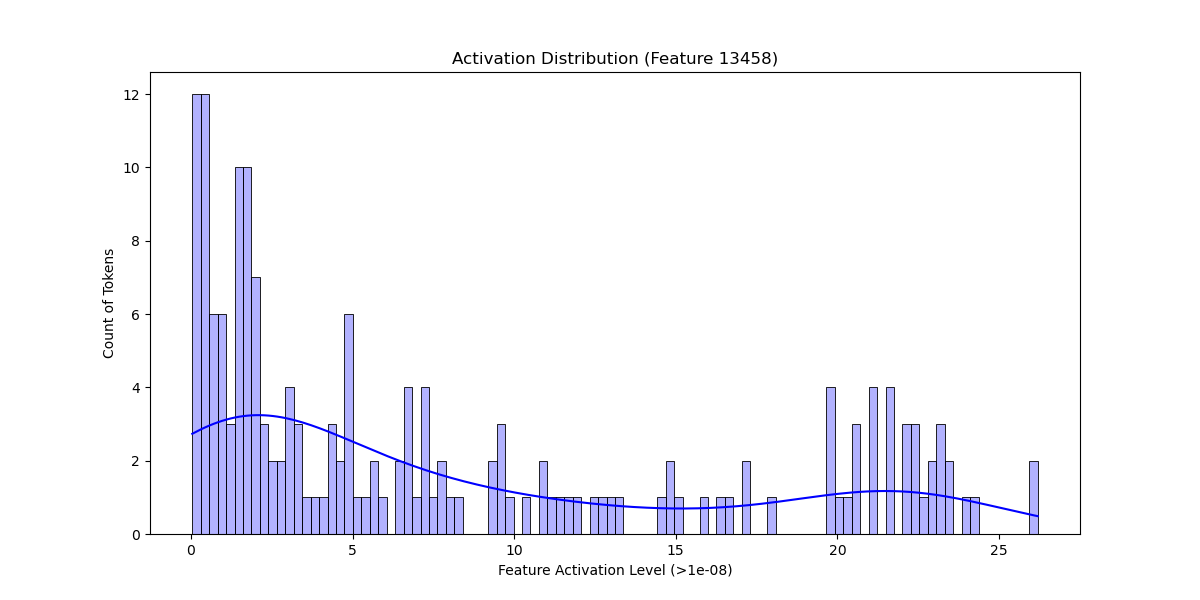 Activation Distribution (Feature 13458)
12
10
8
6
4
2
0
Count of Tokens
0 5 10 15 20 25
Feature Activation Level (>1e-08)